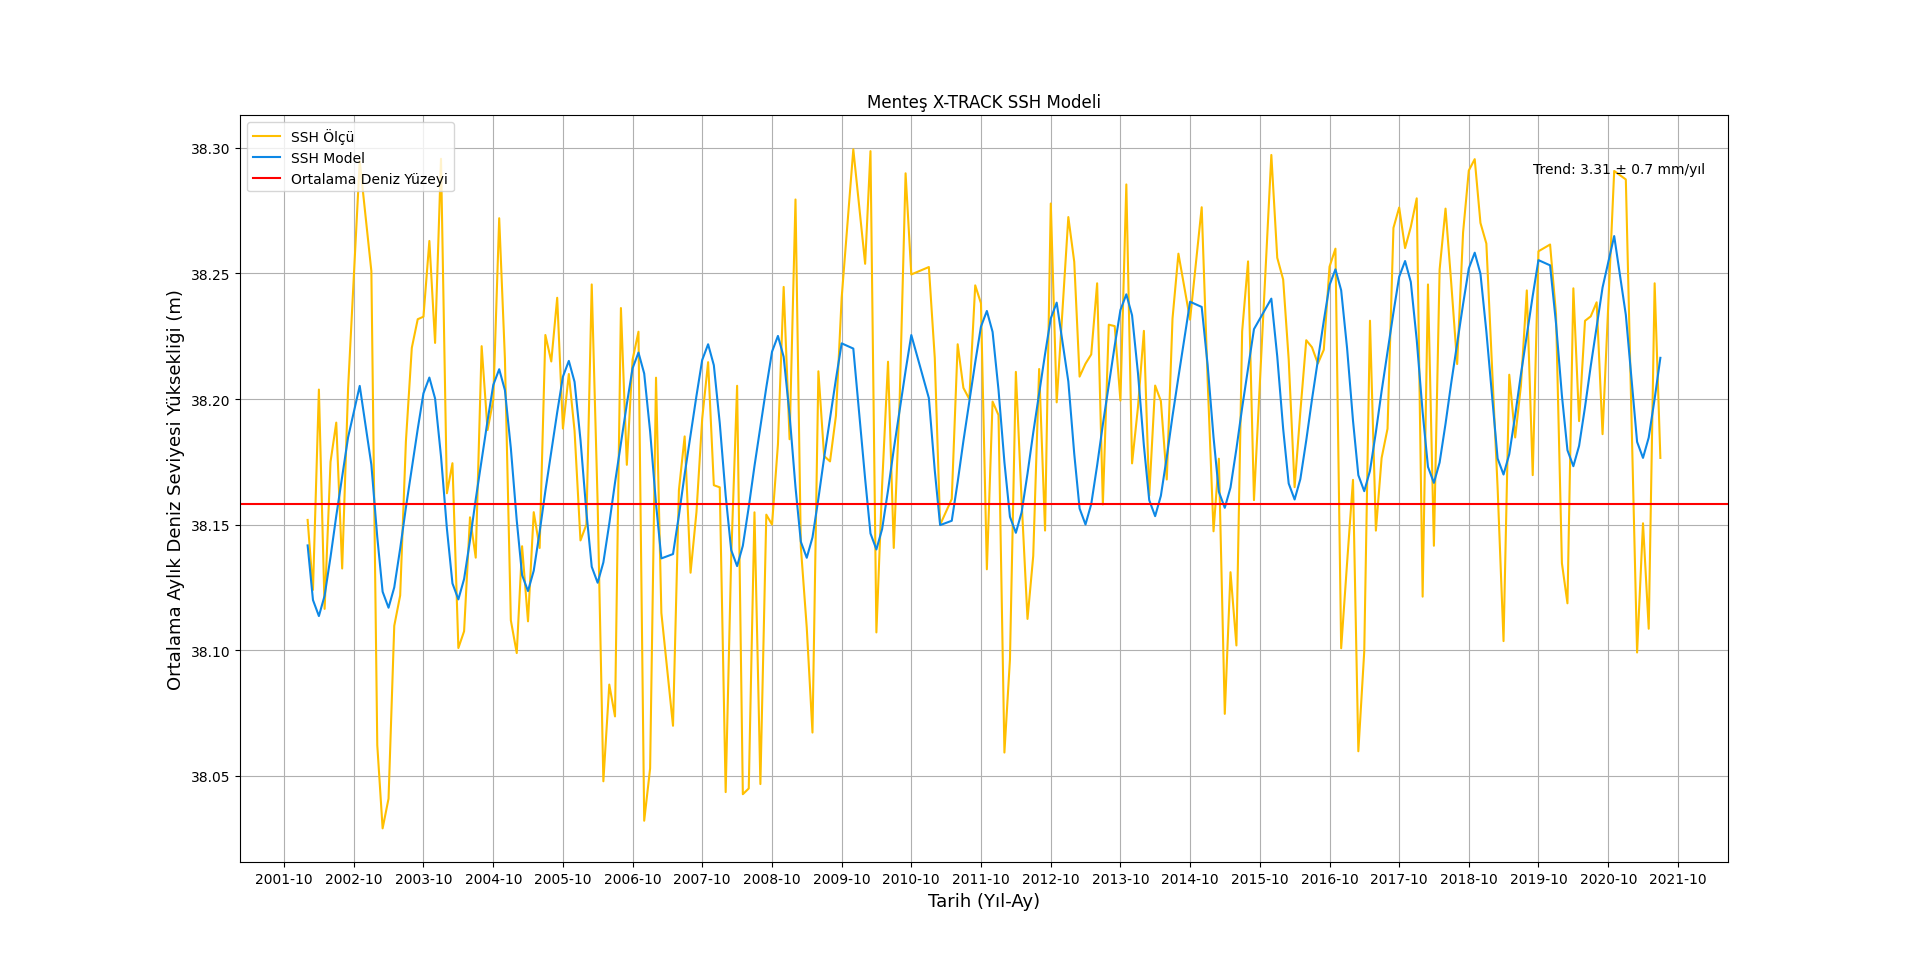 Menteş X-TRACK SSH Modeli
SSH Ölçü
SSH Model
Ortalama Deniz Yüzeyi
Trend: 3.31 ± 0.7 mm/yıl
Ortalama Aylık Deniz Seviyesi Yüksekliği (m)
38.30
38.25
38.20
38.15
38.10
38.05
2001-10 2002-10 2003-10 2004-10 2005-10 2006-10 2007-10 2008-10 2009-10 2010-10 2011-10 2012-10 2013-10 2014-10 2015-10 2016-10 2017-10 2018-10 2019-10 2020-10 2021-10
Tarih (Yıl-Ay)